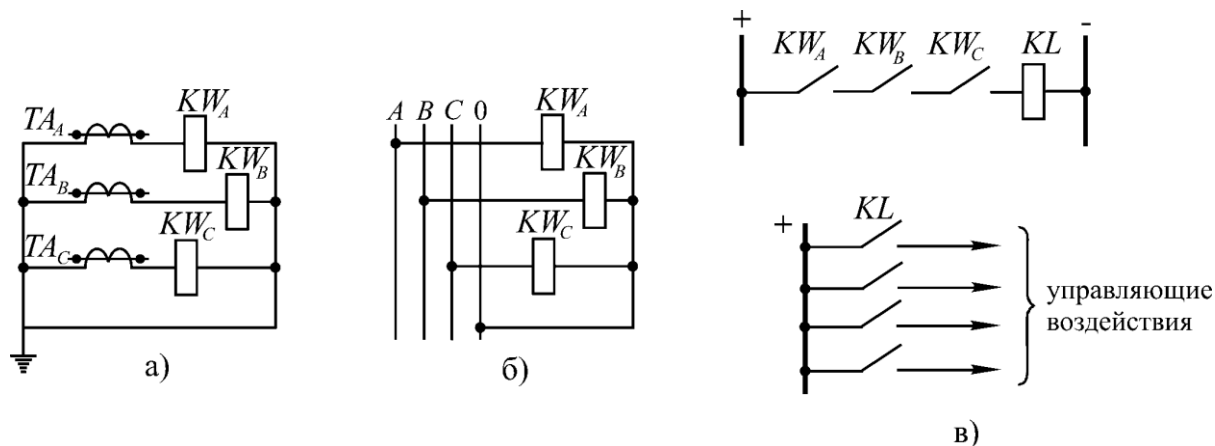 TA_A
KW_A
TA_B
KW_B
TA_C
KW_C
а)
A B C 0
KW_A
KW_B
KW_C
б)
+ -
KW_A KW_B KW_C KL
+
KL
управляющие
воздействия
в)